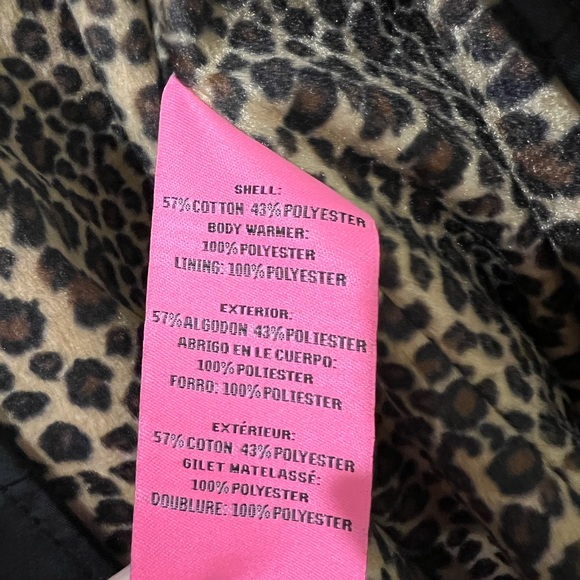 SHELL:
57% COTTON 43% POLYESTER
BODY WARMER:
100% POLYESTER
LINING: 100% POLYESTER
EXTERIOR:
57% ALGODON 43% POLIESTER
ABRIGO EN LE CUERPO:
100% POLIESTER
FORRO: 100% POLIESTER
EXTÉRIEUR:
57% COTON 43% POLYESTER
GILET MATELASSÉ:
100% POLYESTER
DOUBLURE: 100% POLYESTER